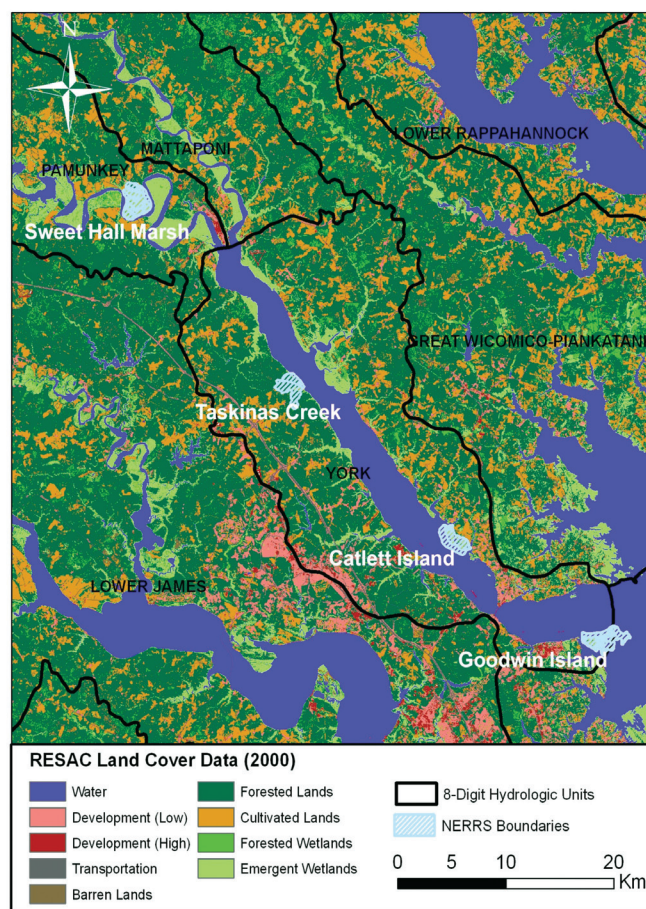 N
LOWER RAPPAHANNOCK
MATTAPONI
PAMUNKEY
Sweet Hall Marsh
GREAT WICOMICO-PIANKATANK
Taskinas Creek
YORK
Catlett Island
LOWER JAMES
Goodwin Island
RESAC Land Cover Data (2000)
Water
Development (Low)
Development (High)
Transportation
Barren Lands
Forested Lands
Cultivated Lands
Forested Wetlands
Emergent Wetlands
8-Digit Hydrologic Units
NERRS Boundaries
0 5 10 20
Km